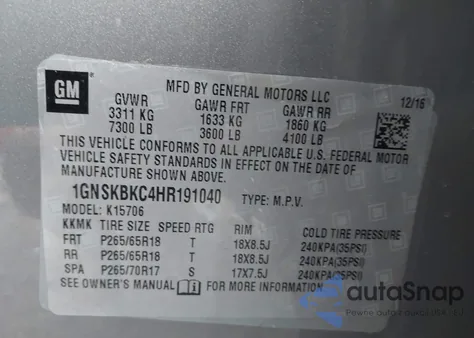 GM
MFD BY GENERAL MOTORS LLC
12/16
GVWR GAWR FRT GAWR RR
3311 KG 1633 KG 1860 KG
7300 LB 3600 LB 4100 LB
THIS VEHICLE CONFORMS TO ALL APPLICABLE U.S. FEDERAL MOTOR
VEHICLE SAFETY STANDARDS IN EFFECT ON THE DATE OF
MANUFACTURE SHOWN ABOVE.
1GNSKBKC4HR191040 TYPE: M.P.V.
MODEL: K15706
KKMK TIRE SIZE SPEED RTG RIM COLD TIRE PRESSURE
FRT P265/65R18 T 18X8.5J 240KPA(35PSI)
RR P265/65R18 T 18X8.5J 240KPA(35PSI)
SPA P265/70R17 S 17X7.5J 240KPA(35PSI)
SEE OWNER'S MANUAL FOR MORE INFORMATION
autoSnap
Pewne auto z